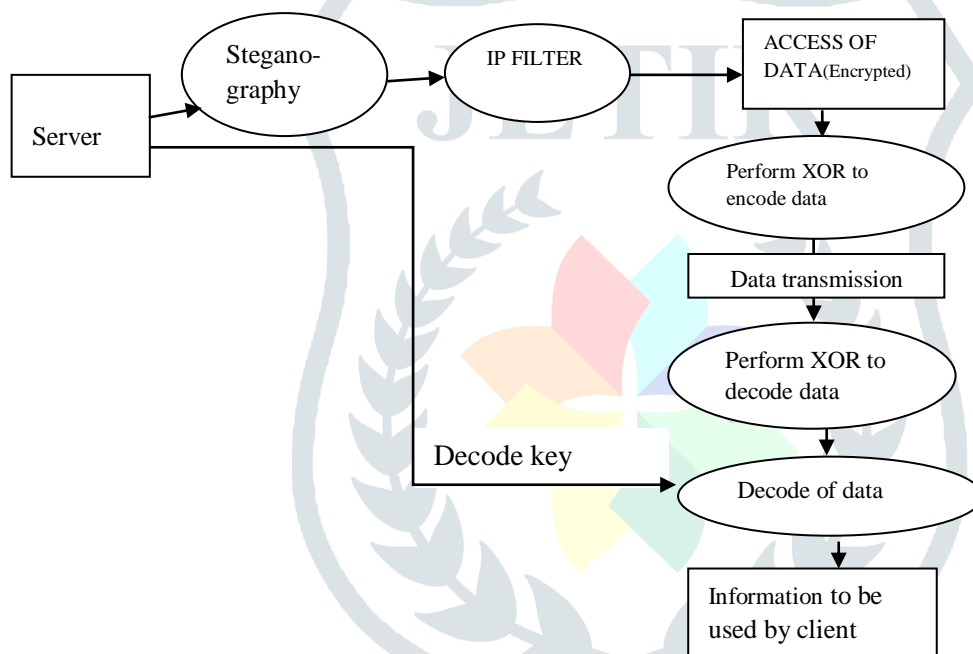 Stegano-
graphy
IP FILTER
ACCESS OF
DATA(Encrypted)
Server
JETIR
Perform XOR to
encode data
Data transmission
Perform XOR to
decode data
Decode key
Decode of data
Information to be
used by client